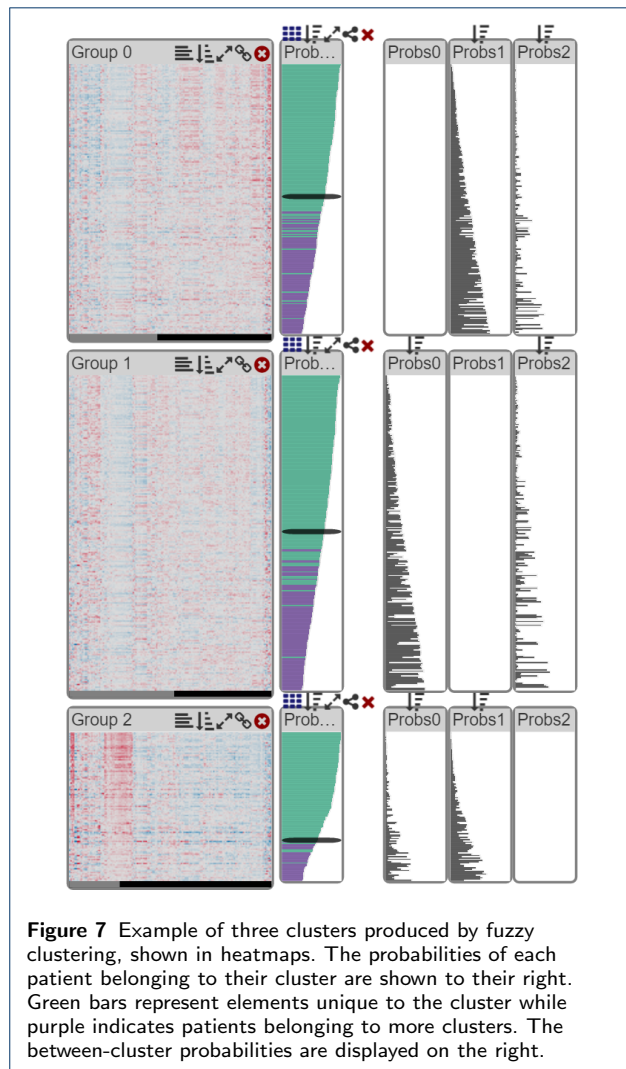 Group 0
Prob...
Probs0
Probs1
Probs2
Group 1
Prob...
Probs0
Probs1
Probs2
Group 2
Prob...
Probs0
Probs1
Probs2
Figure 7 Example of three clusters produced by fuzzy
clustering, shown in heatmaps. The probabilities of each
patient belonging to their cluster are shown to their right.
Green bars represent elements unique to the cluster while
purple indicates patients belonging to more clusters. The
between-cluster probabilities are displayed on the right.